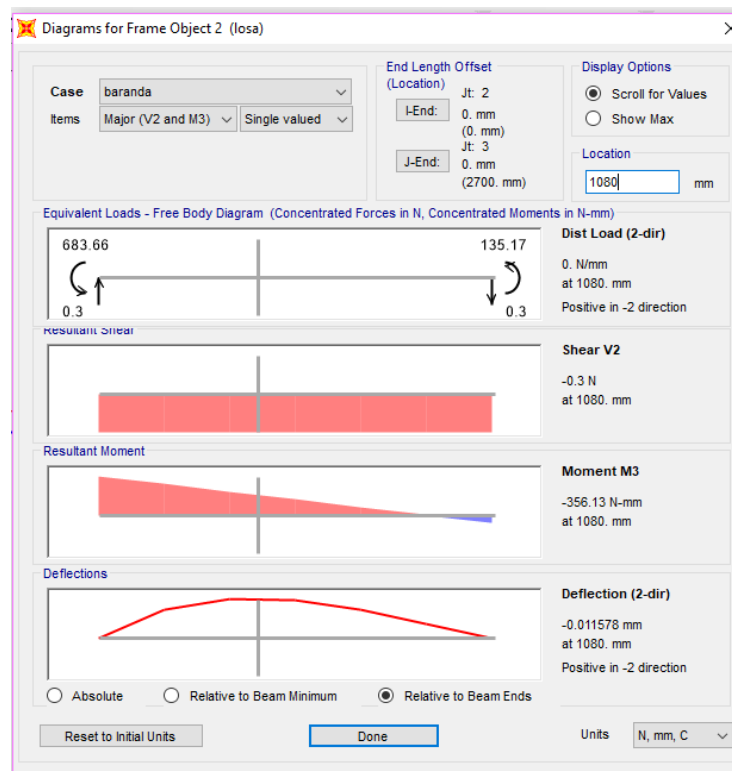 Diagrams for Frame Object 2 (losa)
Case baranda
Items Major (V2 and M3) Single valued
End Length Offset
(Location)
Jt: 2
I-End: 0. mm
(0. mm)
Jt: 3
J-End: 0. mm
(2700. mm)
Display Options
Scroll for Values
Show Max
Location
1080 mm
Equivalent Loads - Free Body Diagram (Concentrated Forces in N, Concentrated Moments in N-mm)
683.66 135.17
0.3 0.3
Dist Load (2-dir)
0. N/mm
at 1080. mm
Positive in -2 direction
Resultant Shear
Shear V2
-0.3 N
at 1080. mm
Resultant Moment
Moment M3
-356.13 N-mm
at 1080. mm
Deflections
Deflection (2-dir)
-0.011578 mm
at 1080. mm
Positive in -2 direction
Absolute Relative to Beam Minimum Relative to Beam Ends
Reset to Initial Units Done Units N, mm, C